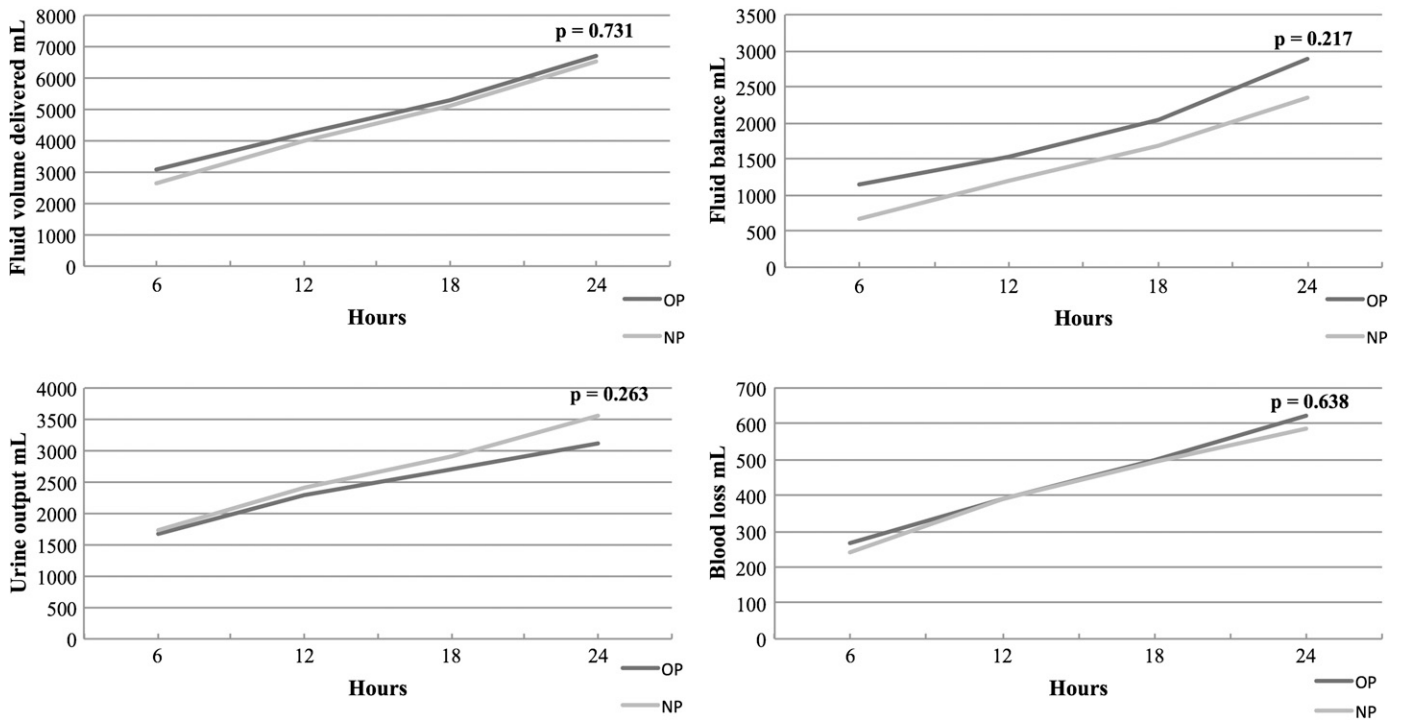 8000
7000
6000
5000
4000
3000
2000
1000
0
Fluid volume delivered mL
p = 0.731
6 12 18 24
Hours
OP
NP
3500
3000
2500
2000
1500
1000
500
0
Fluid balance mL
p = 0.217
6 12 18 24
Hours
OP
NP
4000
3500
3000
2500
2000
1500
1000
500
0
Urine output mL
p = 0.263
6 12 18 24
Hours
OP
NP
700
600
500
400
300
200
100
0
Blood loss mL
p = 0.638
6 12 18 24
Hours
OP
NP